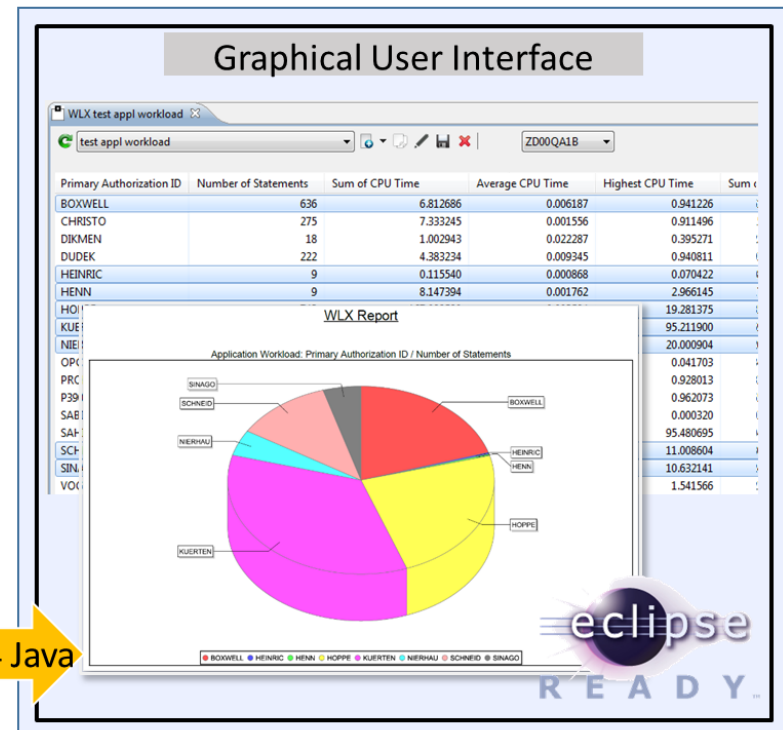 Graphical User Interface
WLX test appl workload
test appl workload ZD00QA1B
Primary Authorization ID Number of Statements Sum of CPU Time Average CPU Time Highest CPU Time Sum
BOXWELL 636 6.812686 0.006187 0.941226
CHRISTO 275 7.333245 0.001556 0.911496
DIKMEN 18 1.002943 0.022287 0.395271
DUDEK 222 4.383234 0.009345 0.940811
HEINRIC 9 0.115540 0.000868 0.070422
HENN 9 8.147394 0.001762 2.966145
19.281375
95.211900
20.000904
0.041703
0.928013
0.962073
0.000320
95.480695
11.008604
10.632141
1.541566
WLX Report
Application Workload: Primary Authorization ID / Number of Statements
SINAGO
SCHNEID
BOXWELL
NIERHAU
HEINRIC
HENN
HOPPE
KUERTEN
BOXWELL HEINRIC HENN HOPPE KUERTEN NIERHAU SCHNEID SINAGO
Java
eclipse
READY